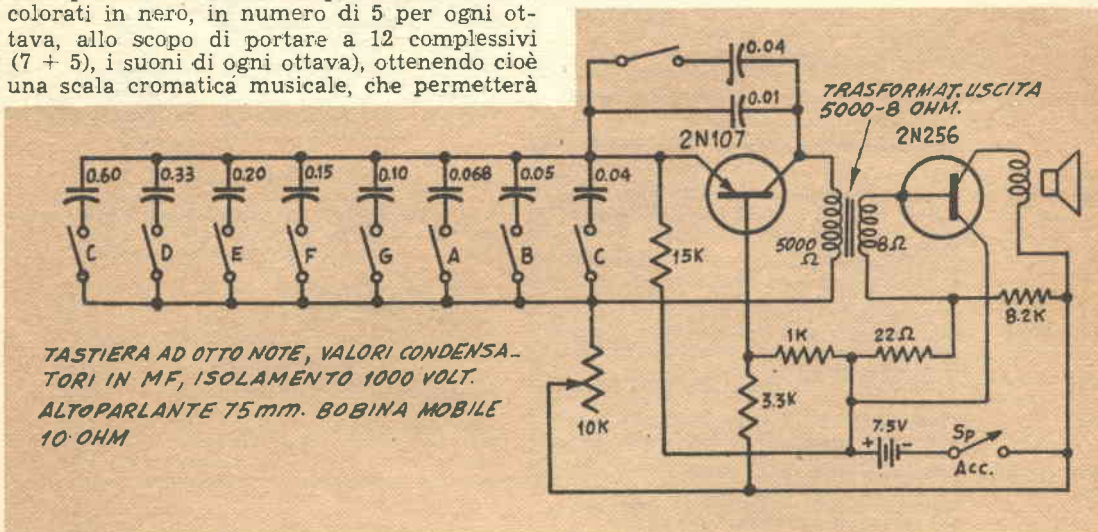 colorati in nero, in numero di 5 per ogni ot-
tava, allo scopo di portare a 12 complessivi
(7 + 5), i suoni di ogni ottava), ottenendo cioè
una scala cromatica musicale, che permetterà
0.04
0.01
TRASFORMAT. USCITA
5000-8 OHM.
2N107
2N256
0.60
0.33
0.20
0.15
0.10
0.068
0.05
0.04
C
D
E
F
G
A
B
C
15K
5000
Ω
8Ω
8.2K
1K
22Ω
3.3K
10K
7.5V
+
-
Sp
Acc.
TASTIERA AD OTTO NOTE, VALORI CONDENSA-
TORI IN MF, ISOLAMENTO 1000 VOLT.
ALTOPARLANTE 75mm. BOBINA MOBILE
10 OHM